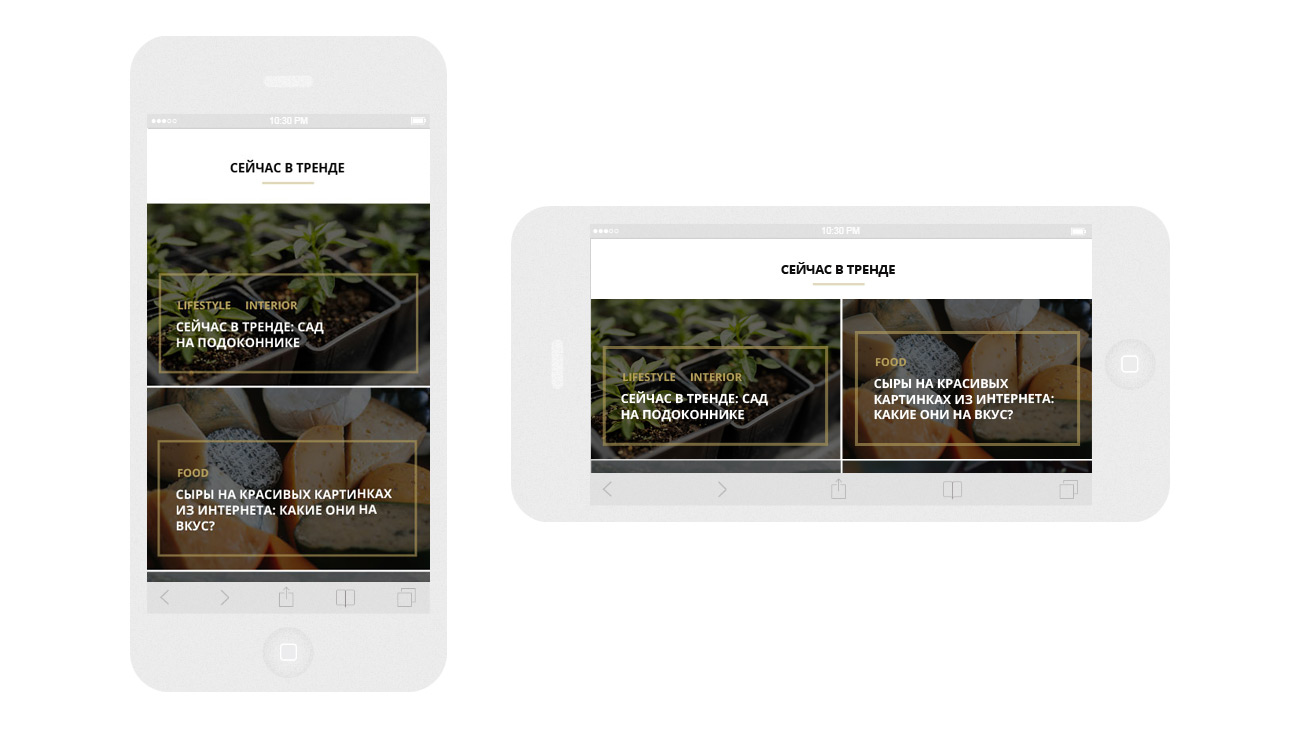 10:30 PM
СЕЙЧАС В ТРЕНДЕ
LIFESTYLE INTERIOR
СЕЙЧАС В ТРЕНДЕ: САД
НА ПОДОКОННИКЕ
FOOD
СЫРЫ НА КРАСИВЫХ КАРТИНКАХ
ИЗ ИНТЕРНЕТА: КАКИЕ ОНИ НА
ВКУС?
10:30 PM
СЕЙЧАС В ТРЕНДЕ
LIFESTYLE INTERIOR
СЕЙЧАС В ТРЕНДЕ: САД
НА ПОДОКОННИКЕ
FOOD
СЫРЫ НА КРАСИВЫХ
КАРТИНКАХ ИЗ ИНТЕРНЕТА:
КАКИЕ ОНИ НА ВКУС?